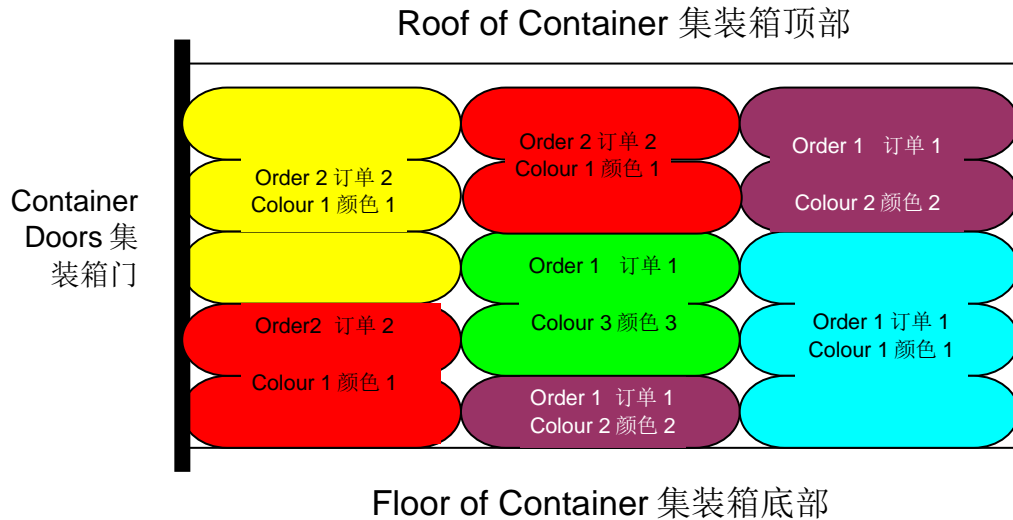 Roof of Container 集装箱顶部
Order 2 订单 2
Colour 1 颜色 1
Order 2 订单 2
Colour 1 颜色 1
Order 1 订单 1
Colour 2 颜色 2
Container
Doors 集
装箱门
Order 1 订单 1
Colour 3 颜色 3
Order2 订单 2
Colour 1 颜色 1
Order 1 订单 1
Colour 1 颜色 1
Order 1 订单 1
Colour 2 颜色 2
Floor of Container 集装箱底部